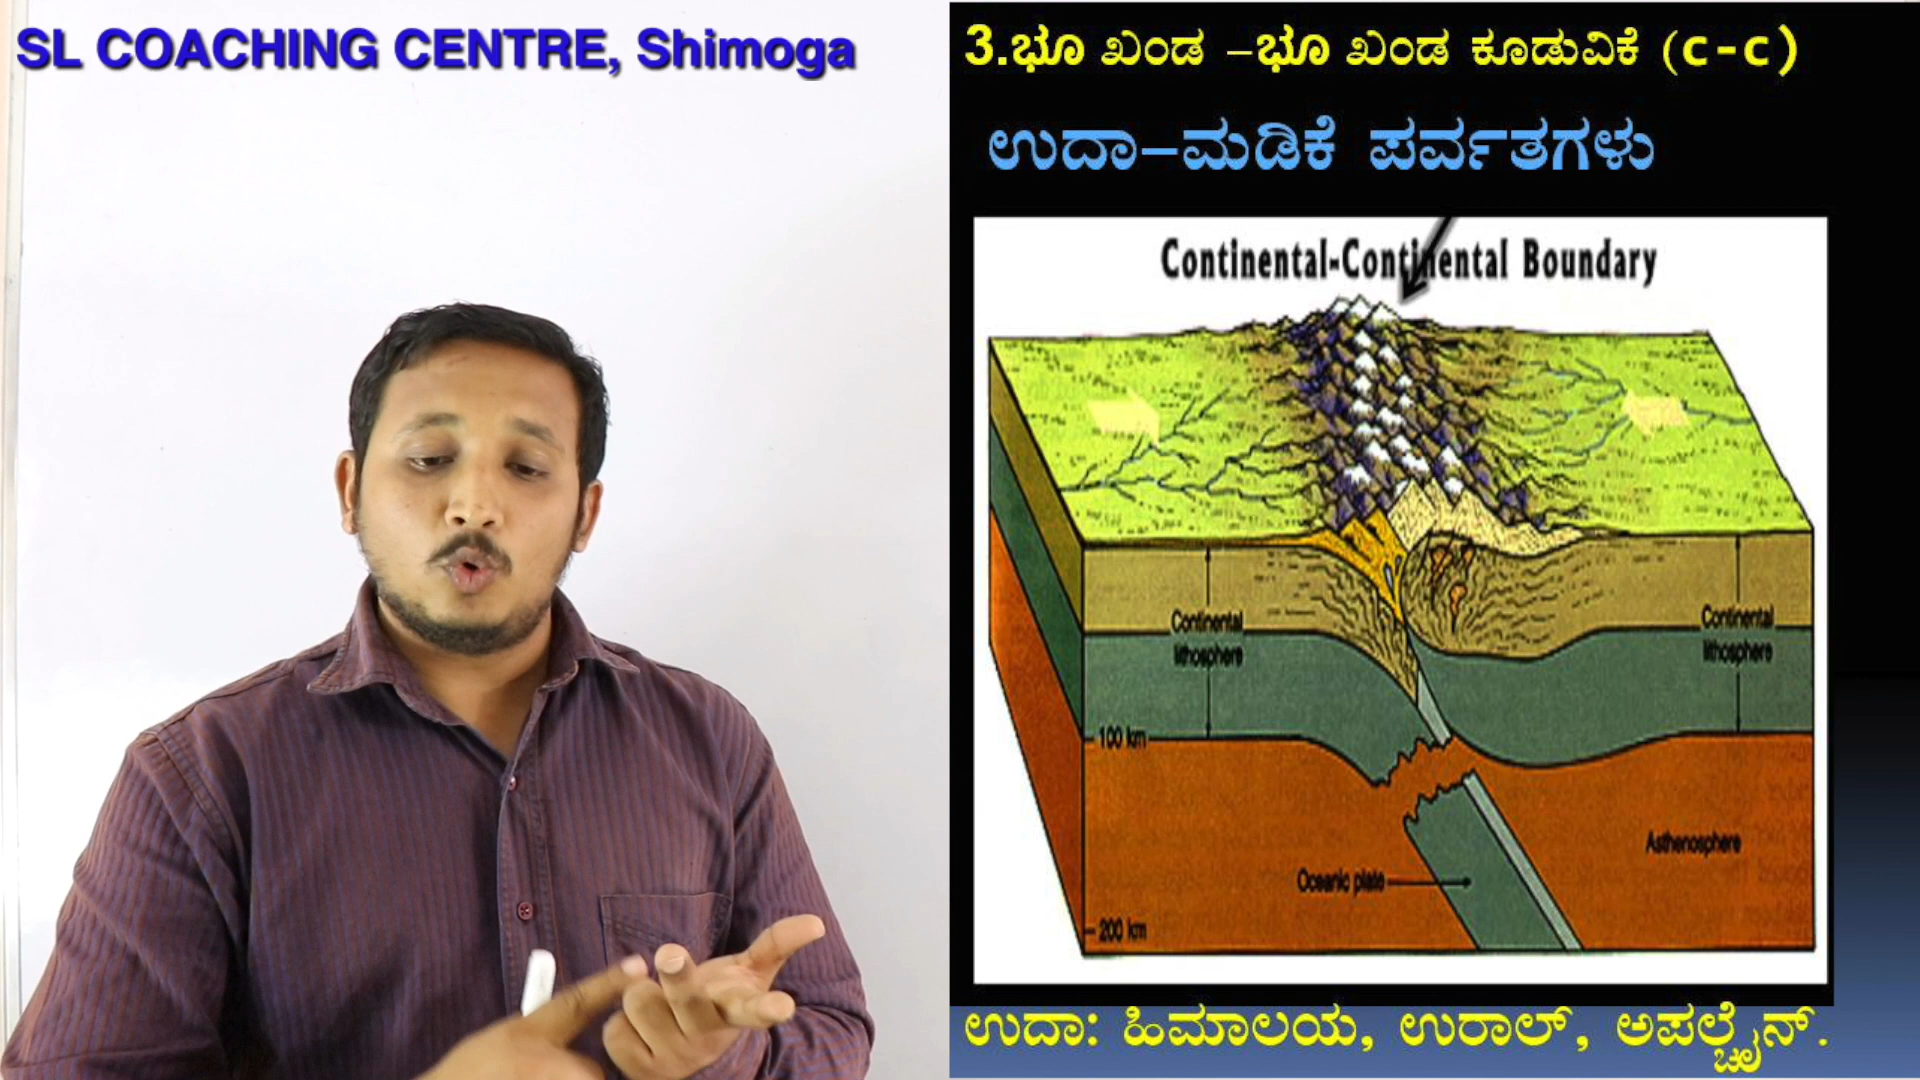 SL COACHING CENTRE, Shimoga
3.ಭೂ ಖಂಡ –ಭೂ ಖಂಡ ಕೂಡುವಿಕೆ (c-c)
ಉದಾ–ಮಡಿಕೆ ಪರ್ವತಗಳು
Continental-Continental Boundary
Continental
lithosphere
Continental
lithosphere
100 km
Asthenosphere
Oceanic plate
200 km
ಉದಾ: ಹಿಮಾಲಯ, ಉರಾಲ್, ಅಪಲ್ಚೈನ್.